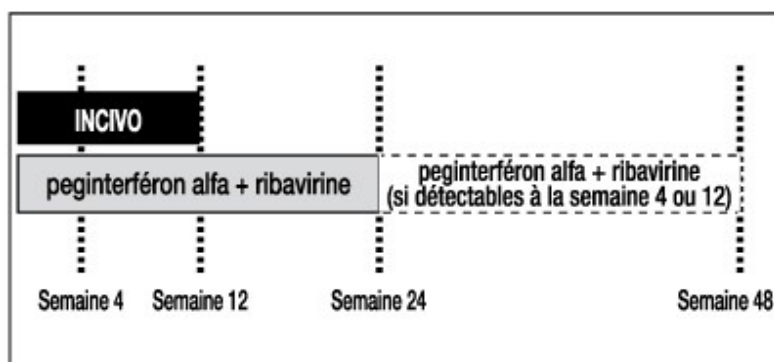 INCIVO
peginterféron alfa + ribavirine
peginterféron alfa + ribavirine
(si détectables à la semaine 4 ou 12)
Semaine 4
Semaine 12
Semaine 24
Semaine 48